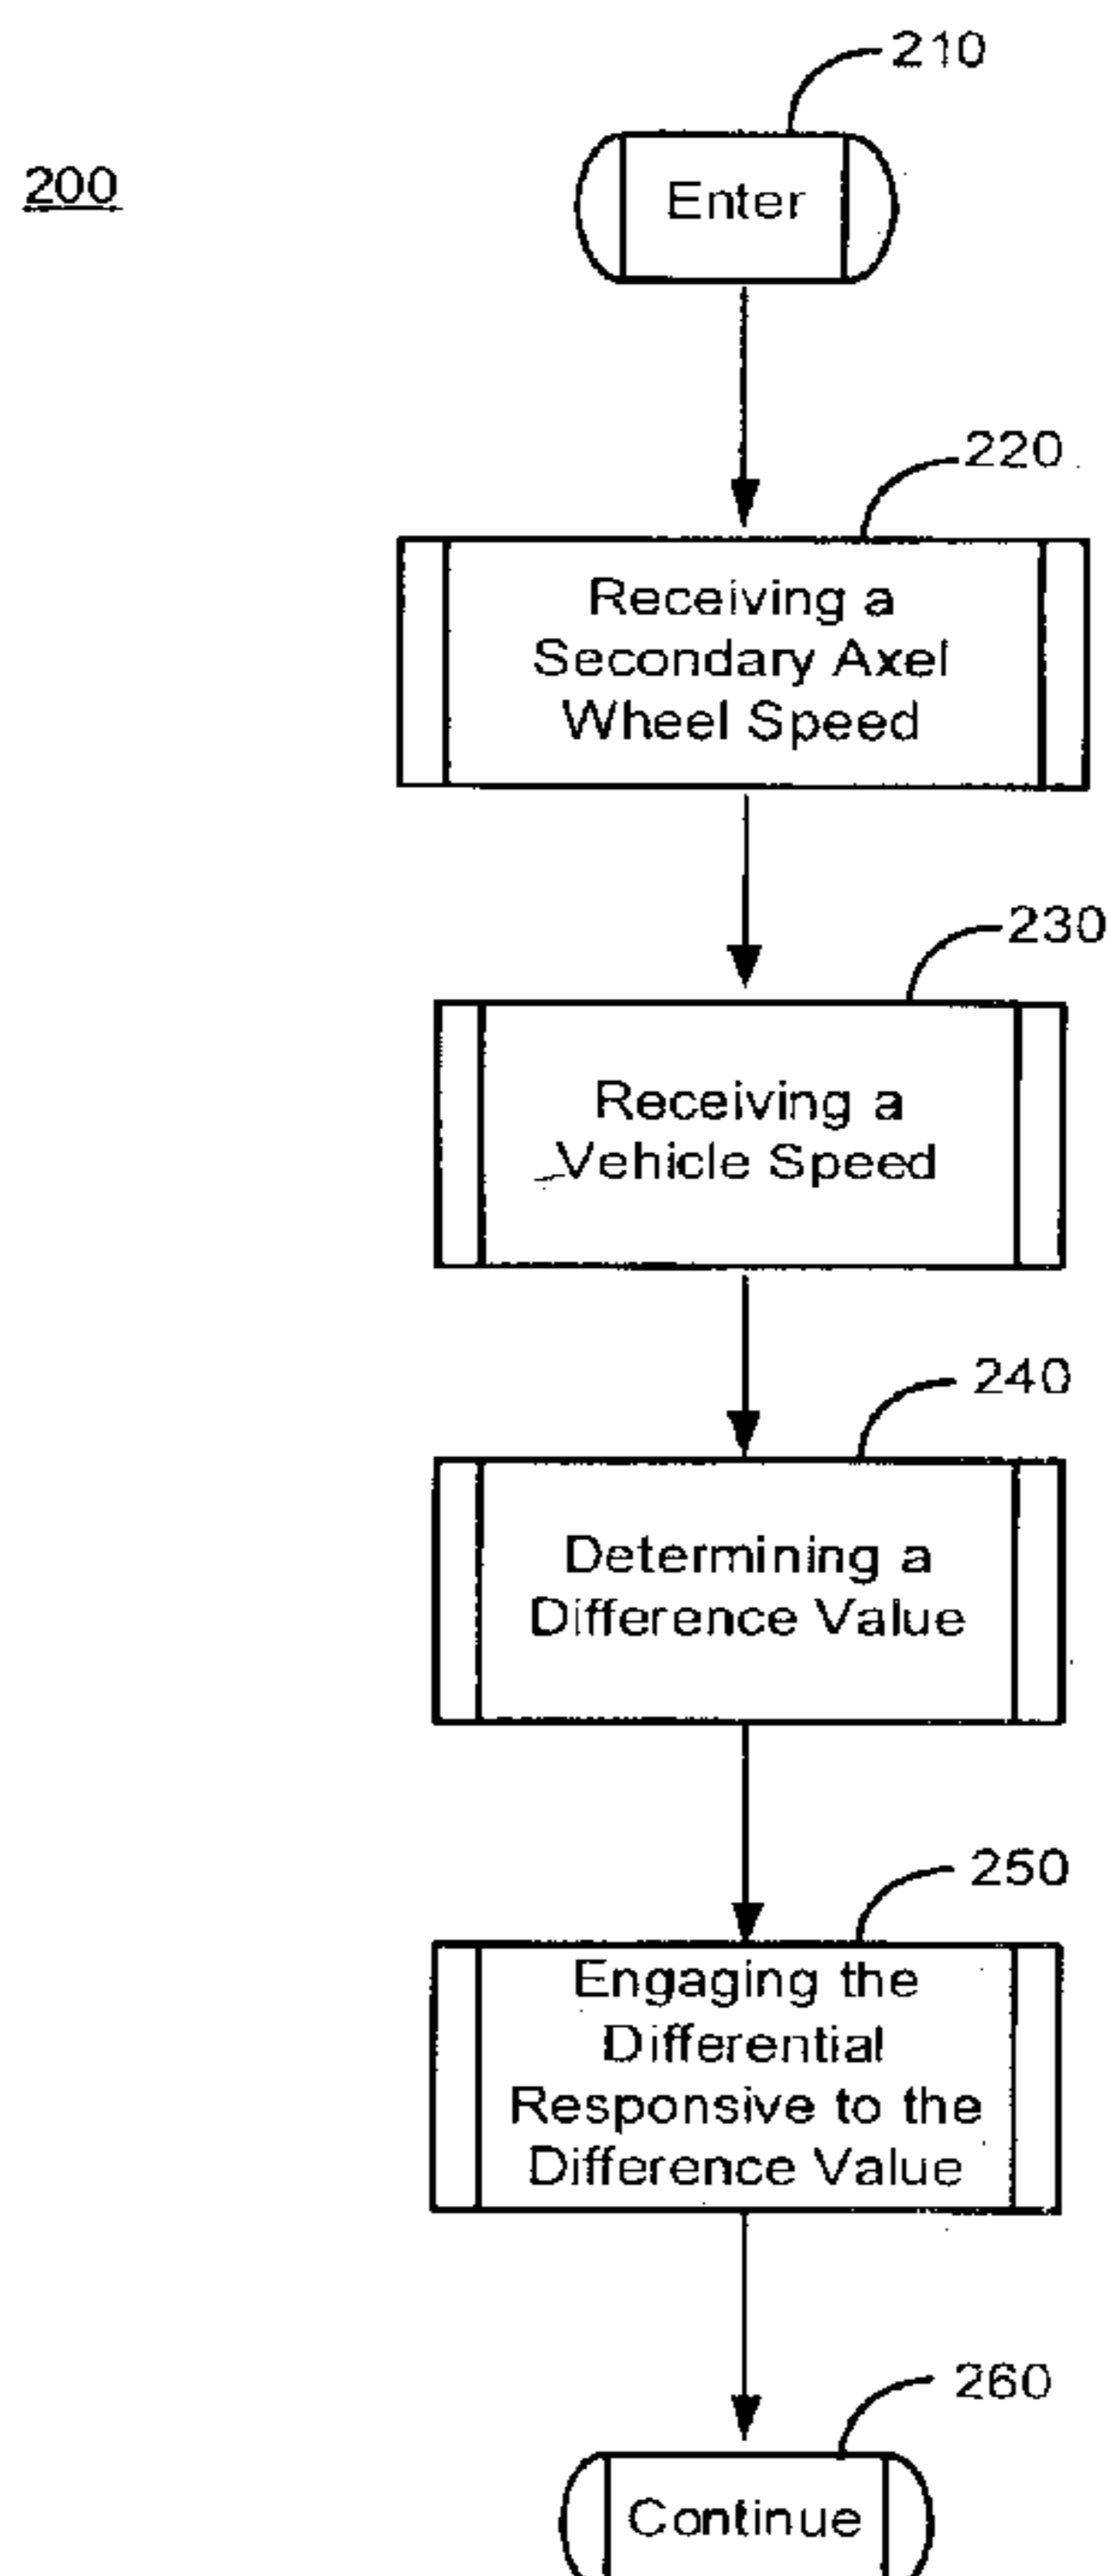 210
200
Enter
220
Receiving a
Secondary Axel
Wheel Speed
230
Receiving a
Vehicle Speed
240
Determining a
Difference Value
250
Engaging the
Differential
Responsive to the
Difference Value
260
Continue